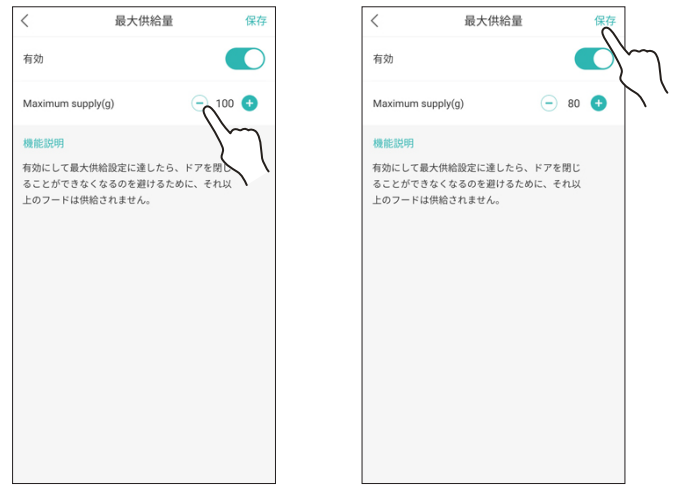 最大供給量
保存
有効
Maximum supply(g)
100
機能説明
有効にして最大供給設定に達したら、ドアを閉じ
ることができなくなるのを避けるために、それ以
上のフードは供給されません。
最大供給量
保存
有効
Maximum supply(g)
80
機能説明
有効にして最大供給設定に達したら、ドアを閉じ
ることができなくなるのを避けるために、それ以
上のフードは供給されません。